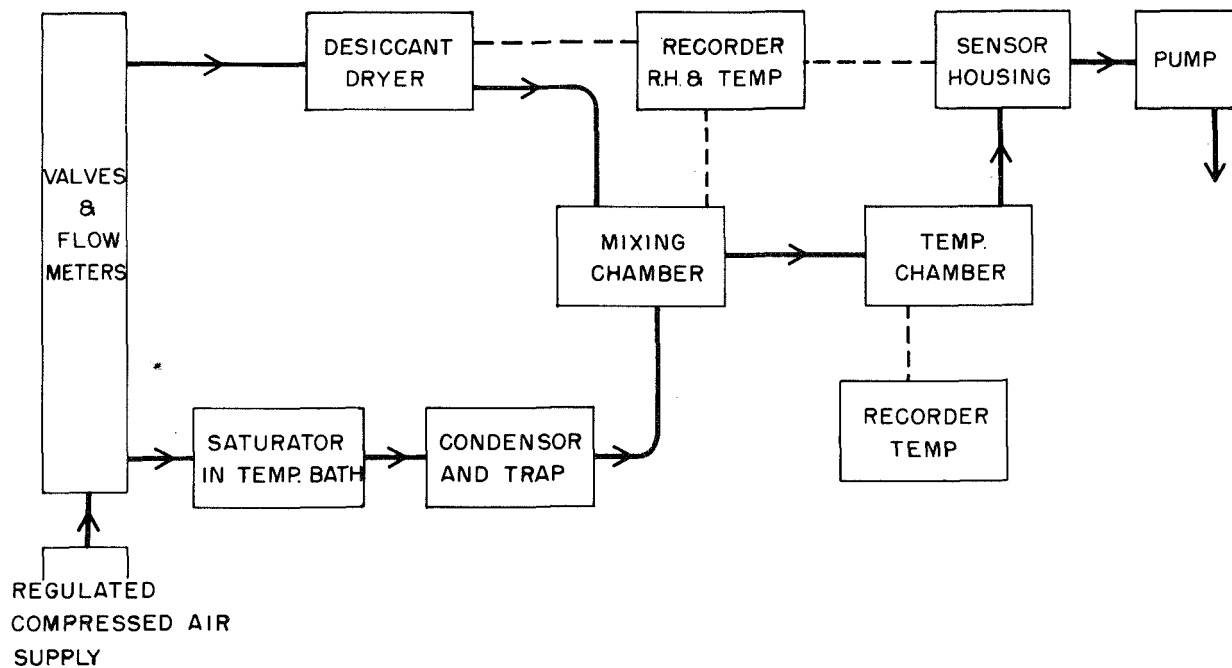 DESICCANT
DRYER
RECORDER
R.H. & TEMP
SENSOR
HOUSING
PUMP
VALVES
&
FLOW
METERS
MIXING
CHAMBER
TEMP.
CHAMBER
SATURATOR
IN TEMP. BATH
CONDENSOR
AND TRAP
RECORDER
TEMP
REGULATED
COMPRESSED AIR
SUPPLY